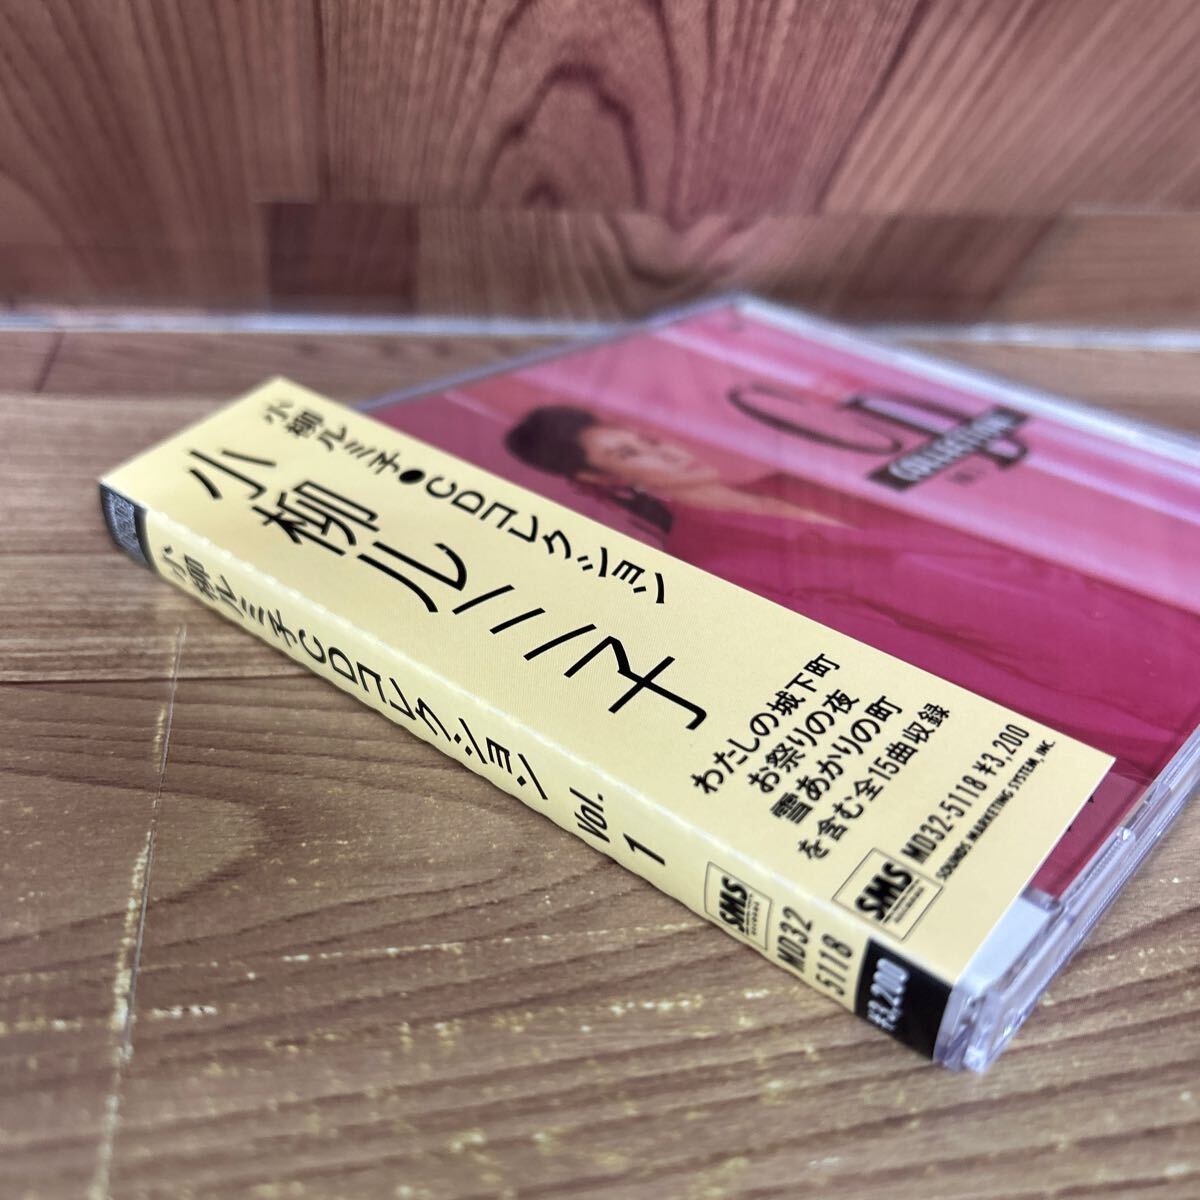 小柳ルミ子●CDコレクション
小柳ルミ子
わたしの城下町
お祭りの夜
雪あかりの町
を含む全15曲収録
SMS
MD32-5118 ¥3,200
SOUNDS MARKETING SYSTEM, INC.
小柳ルミ子CDコレクション Vol. 1
SMS
RECORDS
MD32
5118
¥3,200
CD
COLLECTION